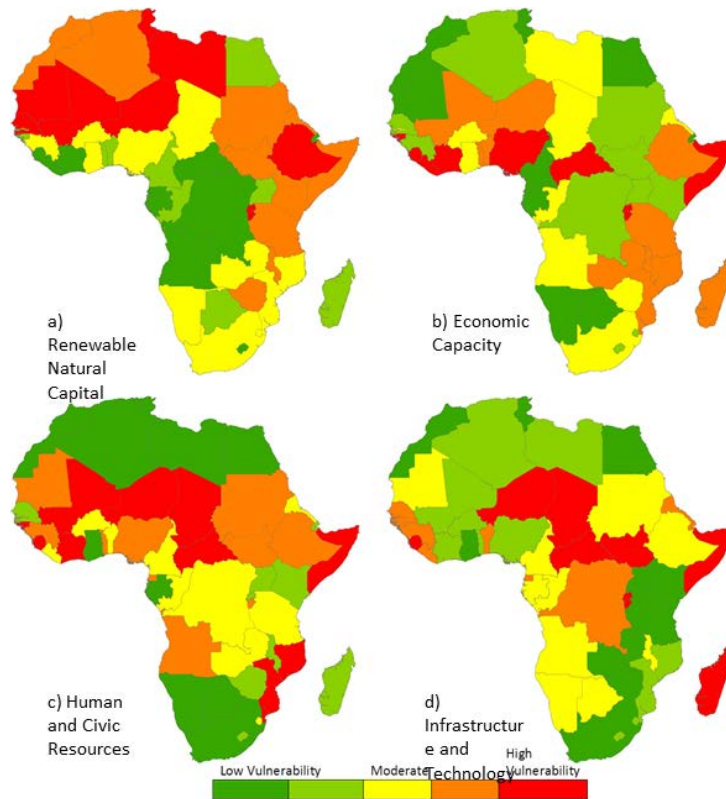 a)
Renewable
Natural
Capital
b) Economic
Capacity
c) Human
and Civic
Resources
d)
Infrastructur
e and
Technology
Low Vulnerability
Moderate
High
Vulnerability